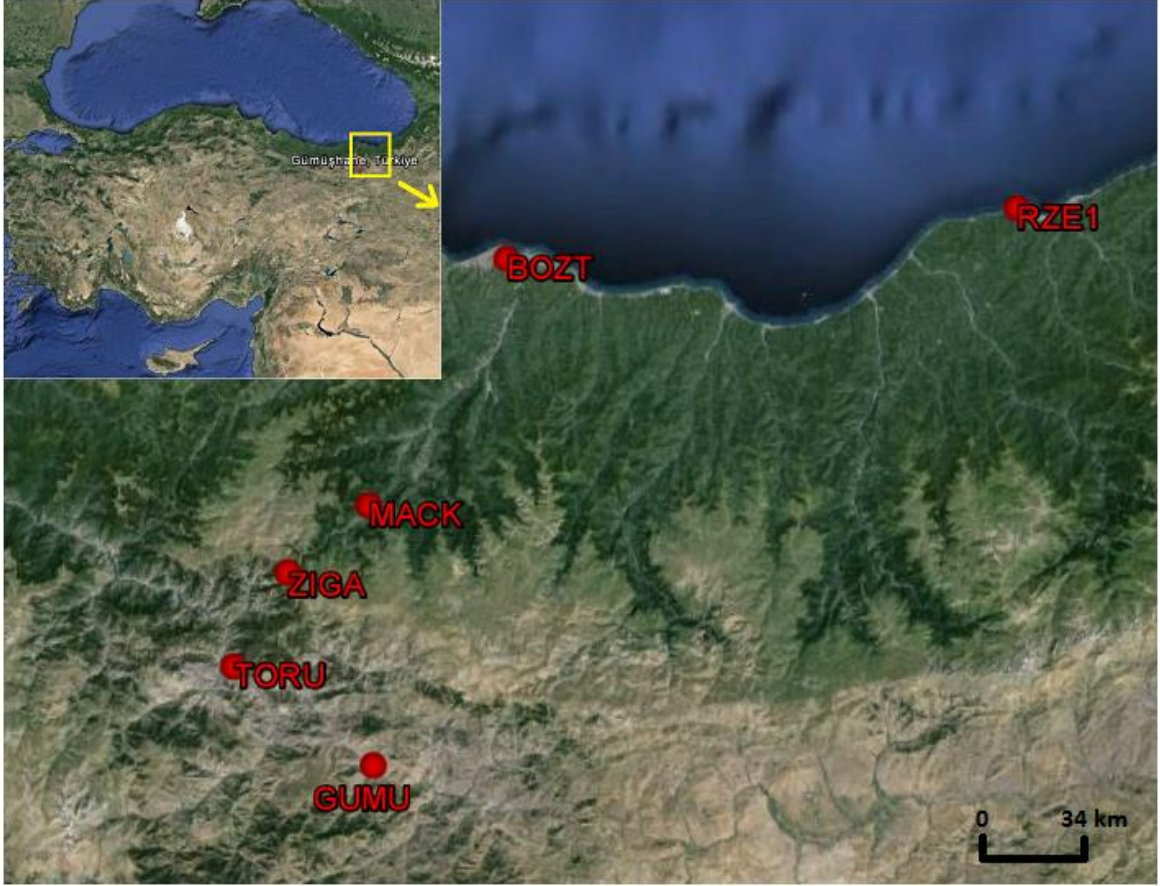 Gümüşhane, Türkiye
RZE1
BOZT
MACK
ZIGA
TORU
GUMU
0 34 km